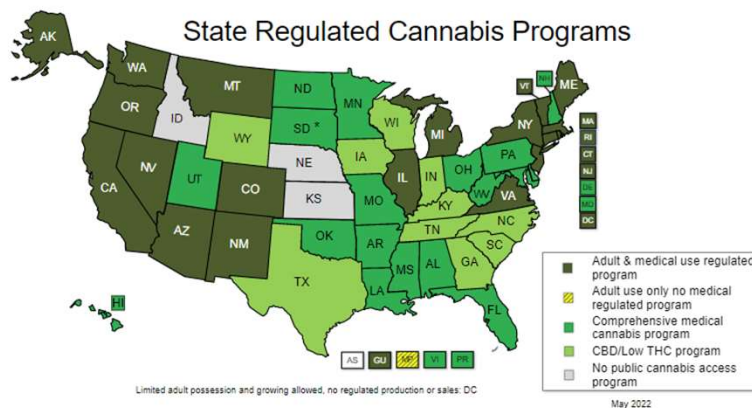 State Regulated Cannabis Programs
AK
WA
OR
CA
NV
ID
MT
WY
UT
AZ
CO
NM
ND
SD *
NE
KS
OK
TX
MN
IA
MO
AR
LA
WI
IL
MI
IN
OH
KY
TN
MS
AL
GA
FL
SC
NC
VA
WV
PA
NY
VT
NH
ME
MA
RI
CT
NJ
DE
MD
DC
HI
AS
GU
MP
VI
PR
Adult & medical use regulated
program
Adult use only no medical
regulated program
Comprehensive medical
cannabis program
CBD/Low THC program
No public cannabis access
program
Limited adult possession and growing allowed, no regulated production or sales: DC
May 2022